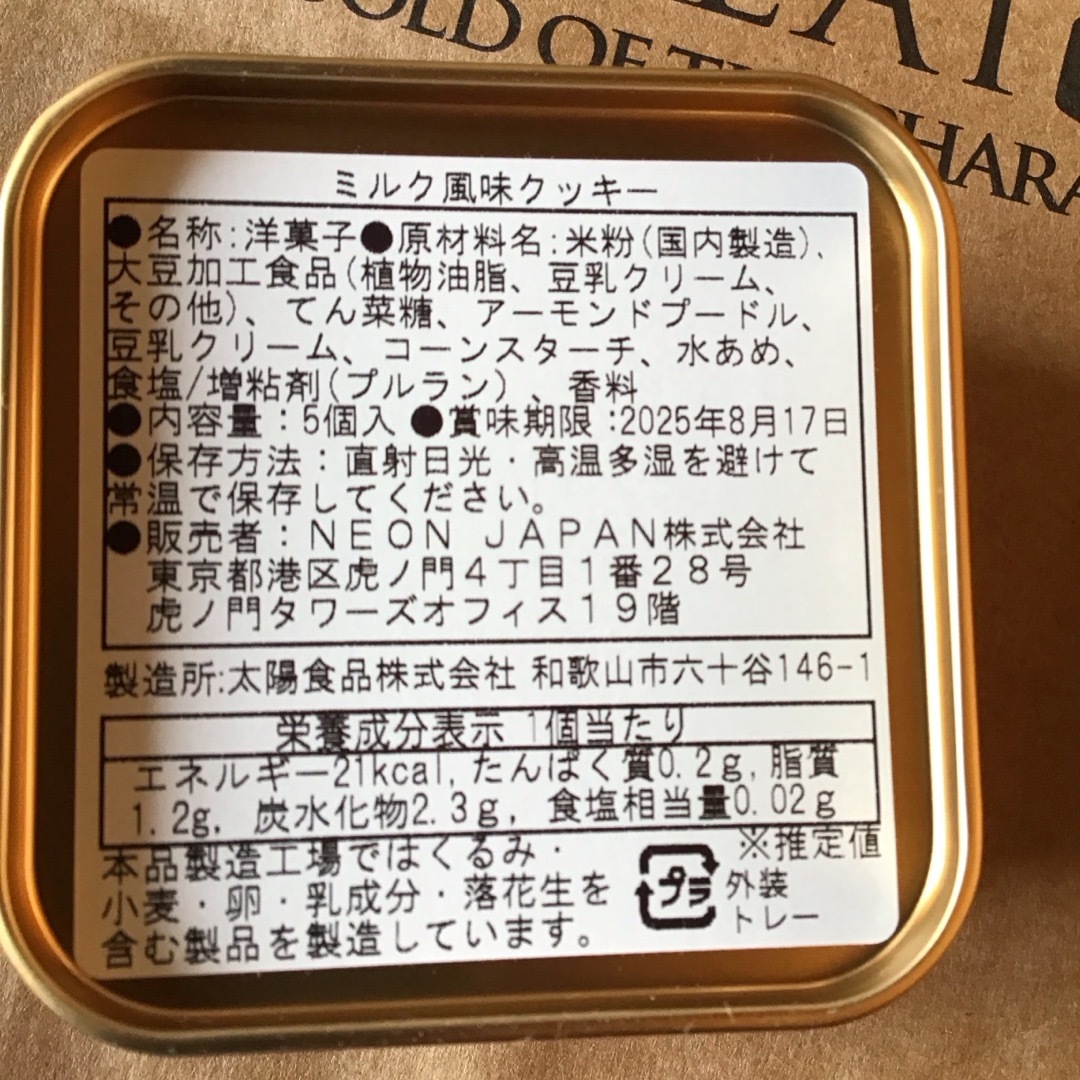 OLD OF T
HARA
ミルク風味クッキー
●名称:洋菓子●原材料名:米粉(国内製造)、
大豆加工食品(植物油脂、豆乳クリーム、
その他)、てん菜糖、アーモンドプードル、
豆乳クリーム、コーンスターチ、水あめ、
食塩/増粘剤(プルラン)、香料
●内容量:5個入 ●賞味期限:2025年8月17日
●保存方法:直射日光・高温多湿を避けて
常温で保存してください。
●販売者:NEON JAPAN株式会社
東京都港区虎ノ門4丁目1番28号
虎ノ門タワーズオフィス19階
製造所:太陽食品株式会社 和歌山市六十谷146-1
栄養成分表示 1個当たり
エネルギー21kcal, たんぱく質0.2g, 脂質
1.2g, 炭水化物2.3g, 食塩相当量0.02g
※推定値
本品製造工場ではくるみ・
小麦・卵・乳成分・落花生を
含む製品を製造しています。
プラ
外装
トレー